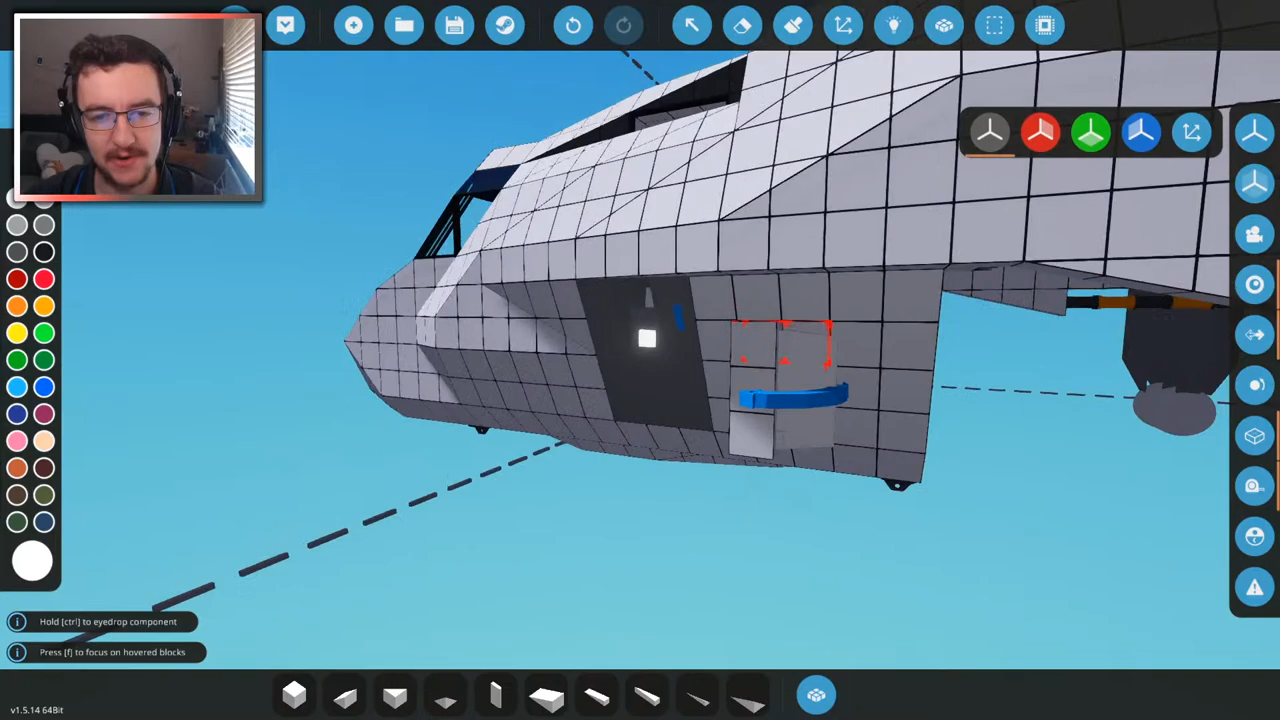 Hold [ctrl] to eyedrop component
Press [f] to focus on hovered blocks
v1.5.14 64Bit